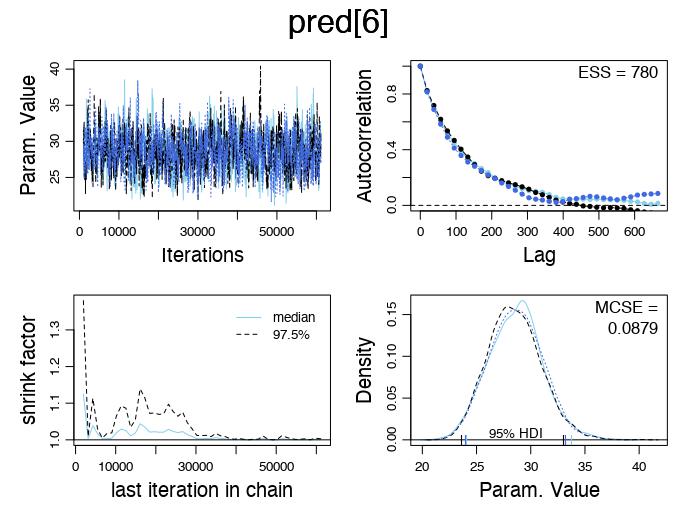 pred[6]
Param. Value
25 30 35 40
0 10000 30000 50000
Iterations
Autocorrelation
0.0 0.4 0.8
ESS = 780
0 100 200 300 400 500 600
Lag
shrink factor
1.0 1.1 1.2 1.3
median
97.5%
0 10000 30000 50000
last iteration in chain
Density
0.00 0.05 0.10 0.15
MCSE =
0.0879
95% HDI
20 25 30 35 40
Param. Value